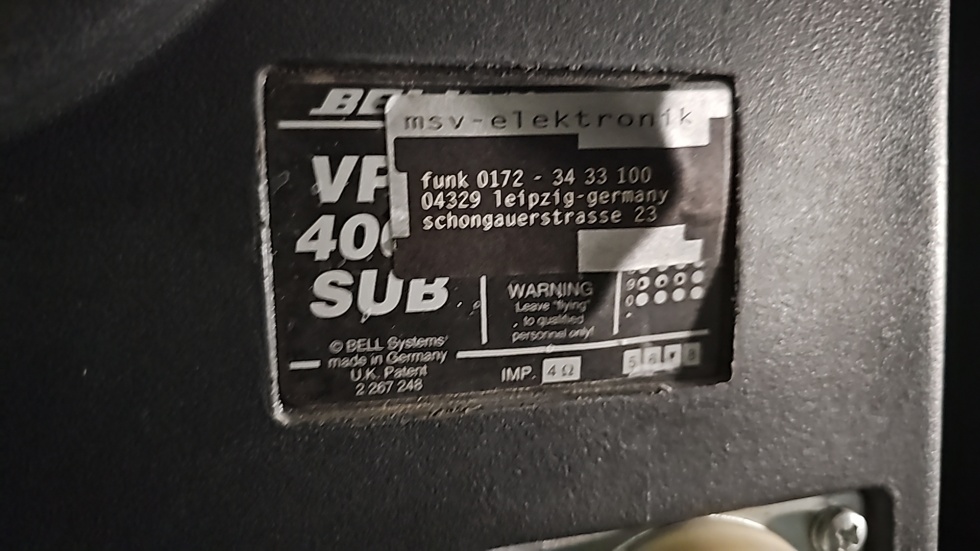 msv-elektronik
funk 0172 - 34 33 100
04329 leipzig-germany
schongauerstrasse 23
SUB
WARNING
Leave "flying"
to qualified
personnel only!
© BELL Systems
made in Germany
U.K. Patent
2 267 248
IMP. 4 Ω